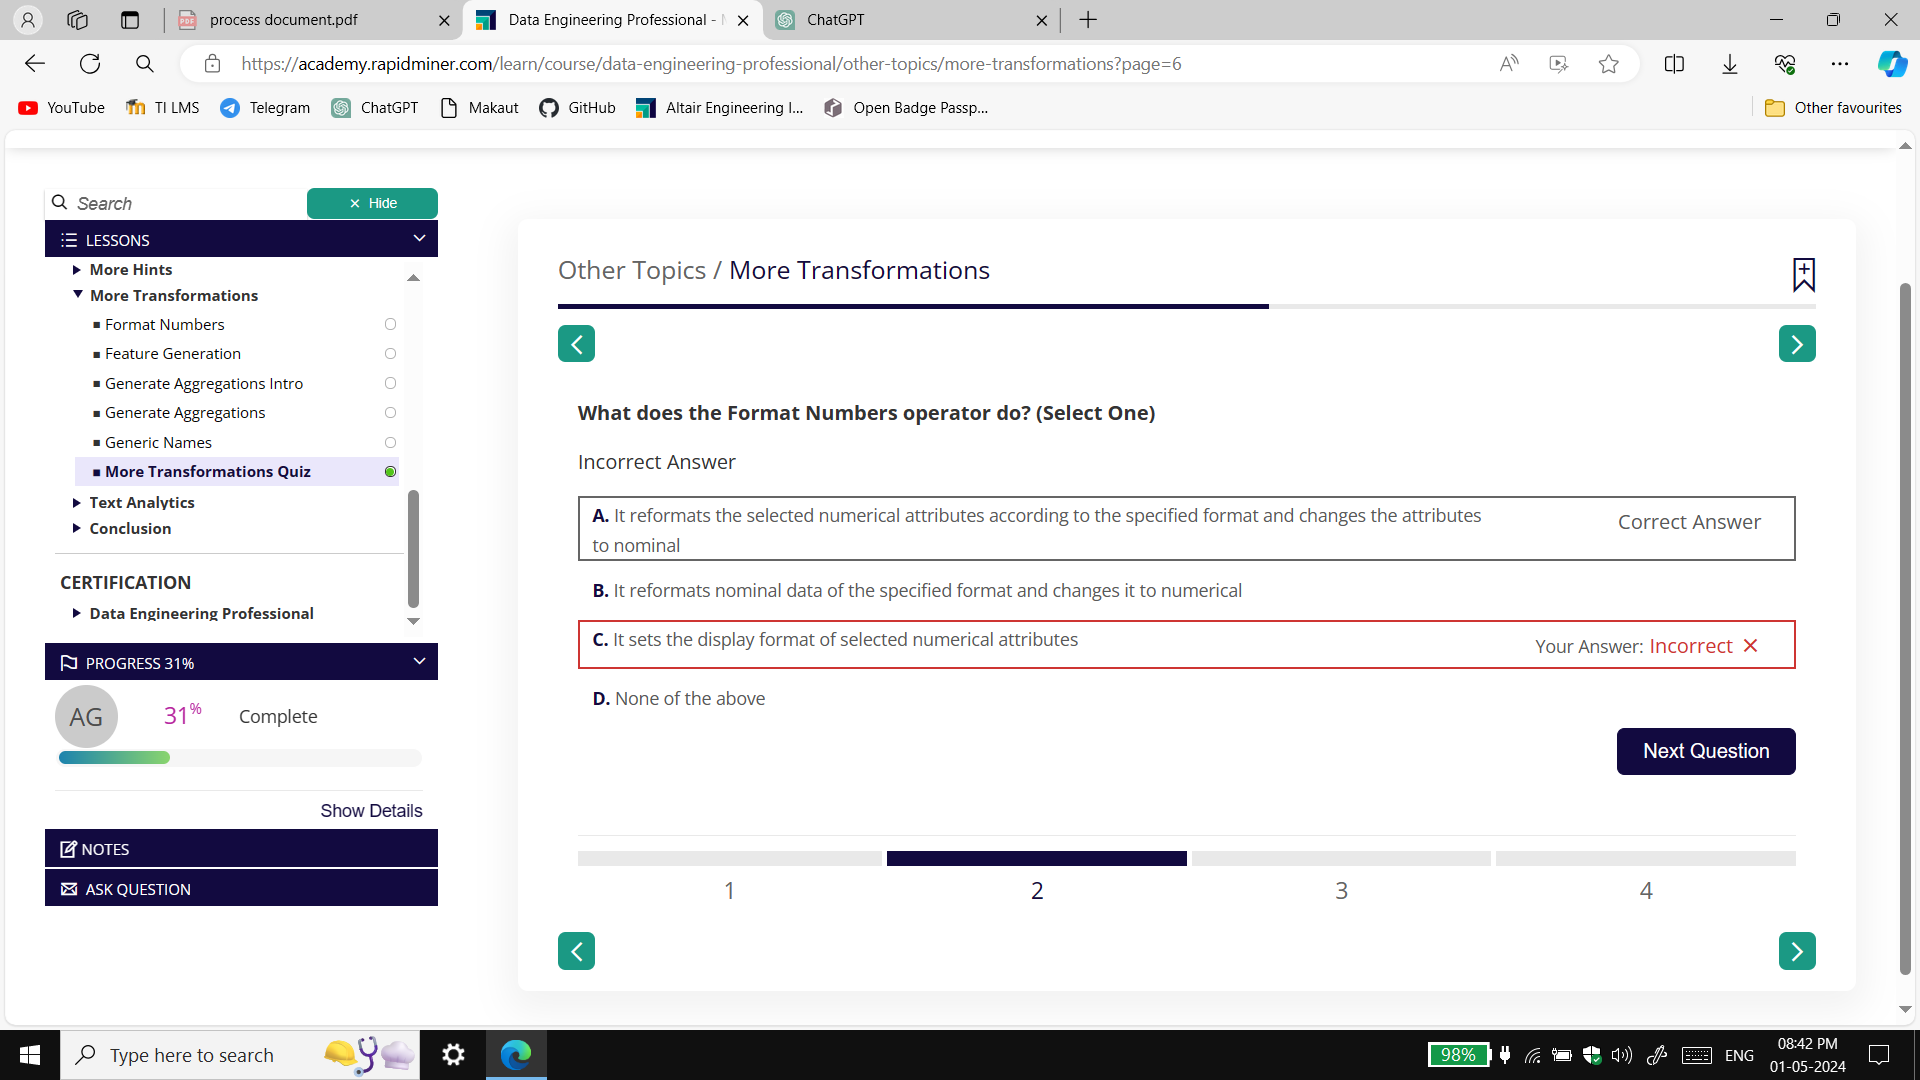 process document.pdf
Data Engineering Professional -
ChatGPT
https://academy.rapidminer.com/learn/course/data-engineering-professional/other-topics/more-transformations?page=6
YouTube
TI LMS
Telegram
ChatGPT
Makaut
GitHub
Altair Engineering I...
Open Badge Passp...
Other favourites
Search
Hide
LESSONS
More Hints
More Transformations
Format Numbers
Feature Generation
Generate Aggregations Intro
Generate Aggregations
Generic Names
More Transformations Quiz
Text Analytics
Conclusion
CERTIFICATION
Data Engineering Professional
PROGRESS 31%
AG
31%
Complete
Show Details
NOTES
ASK QUESTION
Other Topics / More Transformations
What does the Format Numbers operator do? (Select One)
Incorrect Answer
A. It reformats the selected numerical attributes according to the specified format and changes the attributes
to nominal
Correct Answer
B. It reformats nominal data of the specified format and changes it to numerical
C. It sets the display format of selected numerical attributes
Your Answer: Incorrect
D. None of the above
Next Question
1
2
3
4
Type here to search
98%
ENG
08:42 PM
01-05-2024